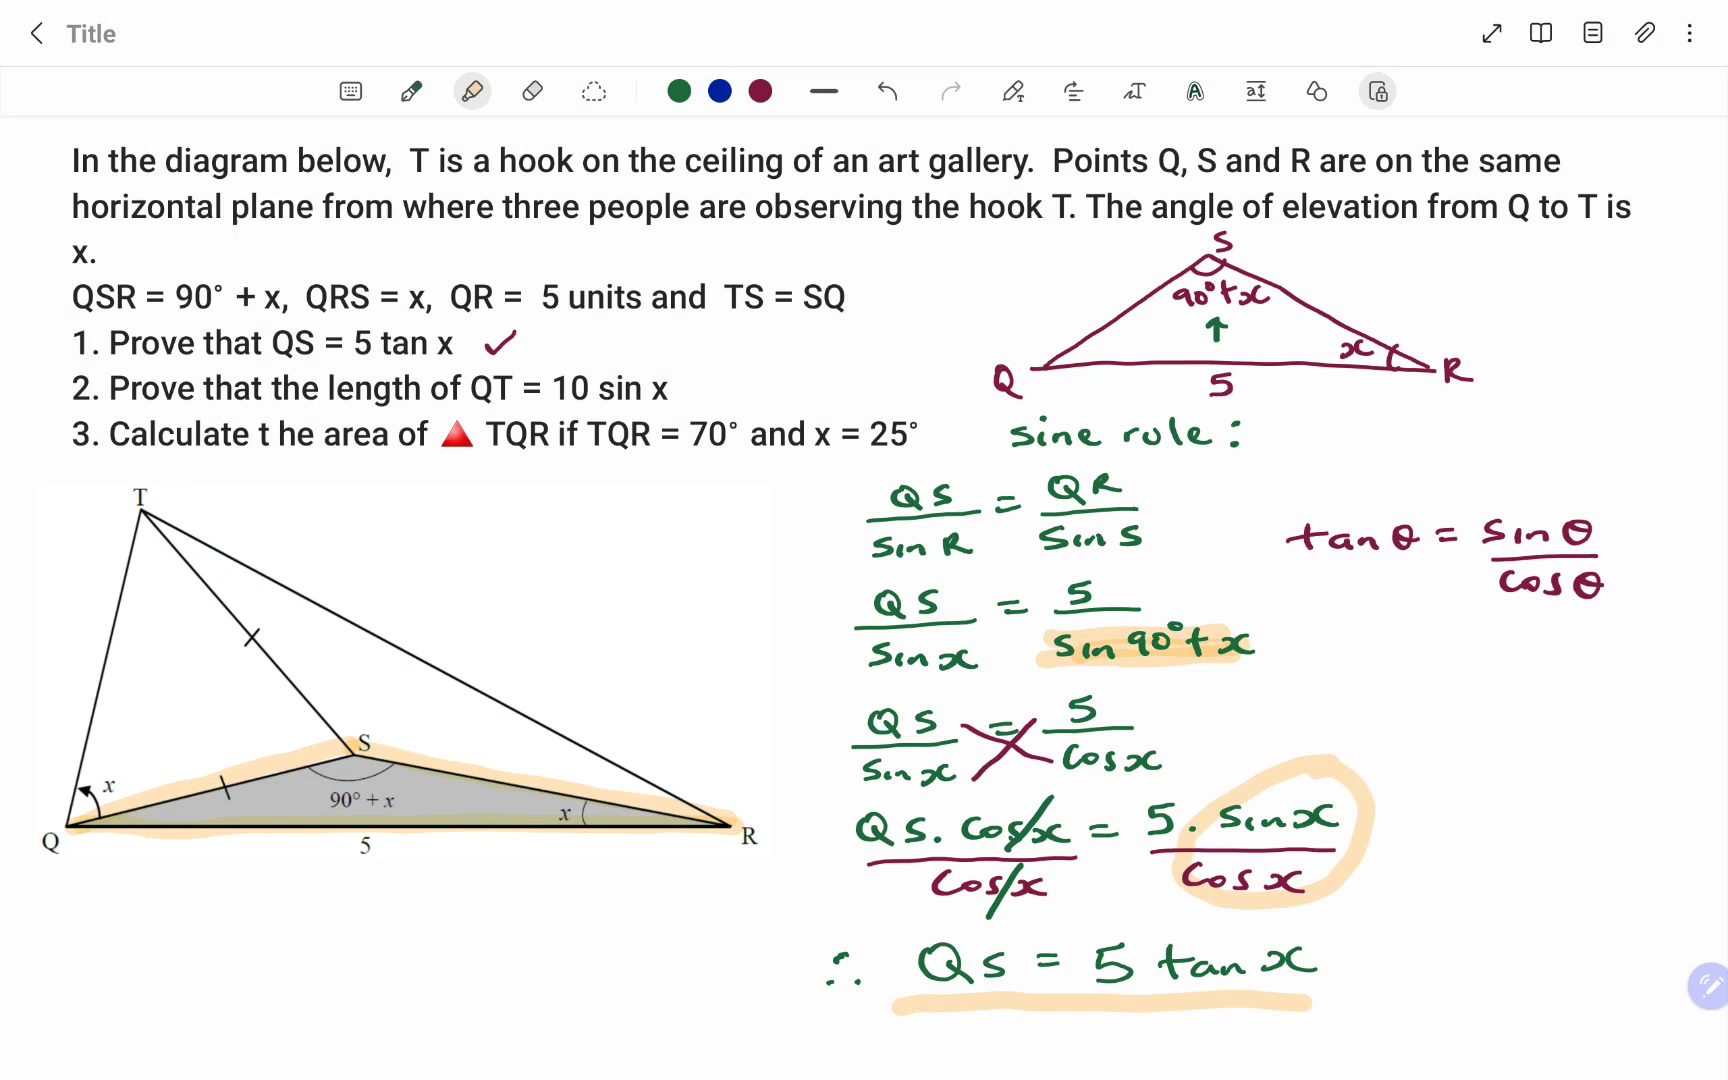 Title
In the diagram below,  T is a hook on the ceiling of an art gallery.  Points Q, S and R are on the same
horizontal plane from where three people are observing the hook T. The angle of elevation from Q to T is
x.
QSR = 90° + x,  QRS = x,  QR =  5 units and  TS = SQ
1. Prove that QS = 5 tan x ✓
2. Prove that the length of QT = 10 sin x
3. Calculate t he area of 🔺 TQR if TQR = 70° and x = 25°
S
90°+x
x
Q
5
R
sine rule :
QS/sin R = QR/sin S
tan θ = sin θ/cos θ
QS/sin x = 5/sin 90°+x
QS/sin x = 5/cos x
QS. cos x/cos x = 5. sin x/cos x
∴ QS = 5 tan x
T
S
x
90° + x
x
Q
5
R